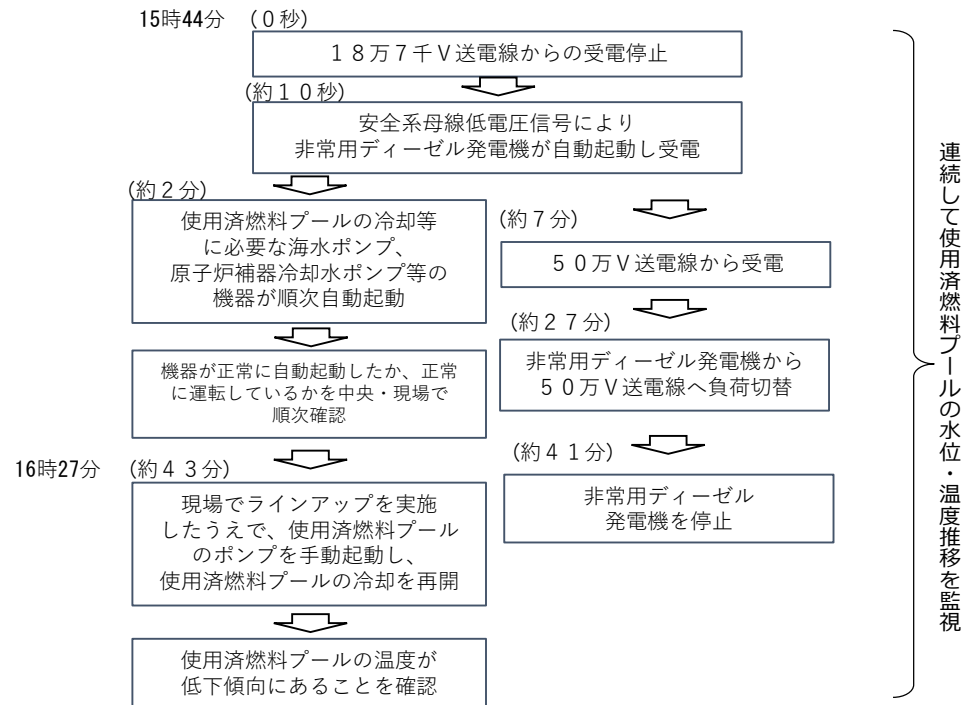 15時44分 (０秒)
１８万７千Ｖ送電線からの受電停止
(約１０秒)
安全系母線低電圧信号により
非常用ディーゼル発電機が自動起動し受電
(約２分)
使用済燃料プールの冷却等
に必要な海水ポンプ、
原子炉補機冷却水ポンプ等の
機器が順次自動起動
機器が正常に自動起動したか、正常
に運転しているかを中央・現場で
順次確認
16時27分 (約４３分)
現場でラインアップを実施
したうえで、使用済燃料プール
のポンプを手動起動し、
使用済燃料プールの冷却を再開
使用済燃料プールの温度が
低下傾向にあることを確認
(約７分)
５０万Ｖ送電線から受電
(約２７分)
非常用ディーゼル発電機から
５０万Ｖ送電線へ負荷切替
(約４１分)
非常用ディーゼル
発電機を停止
連続して使用済燃料プールの水位・温度推移を監視